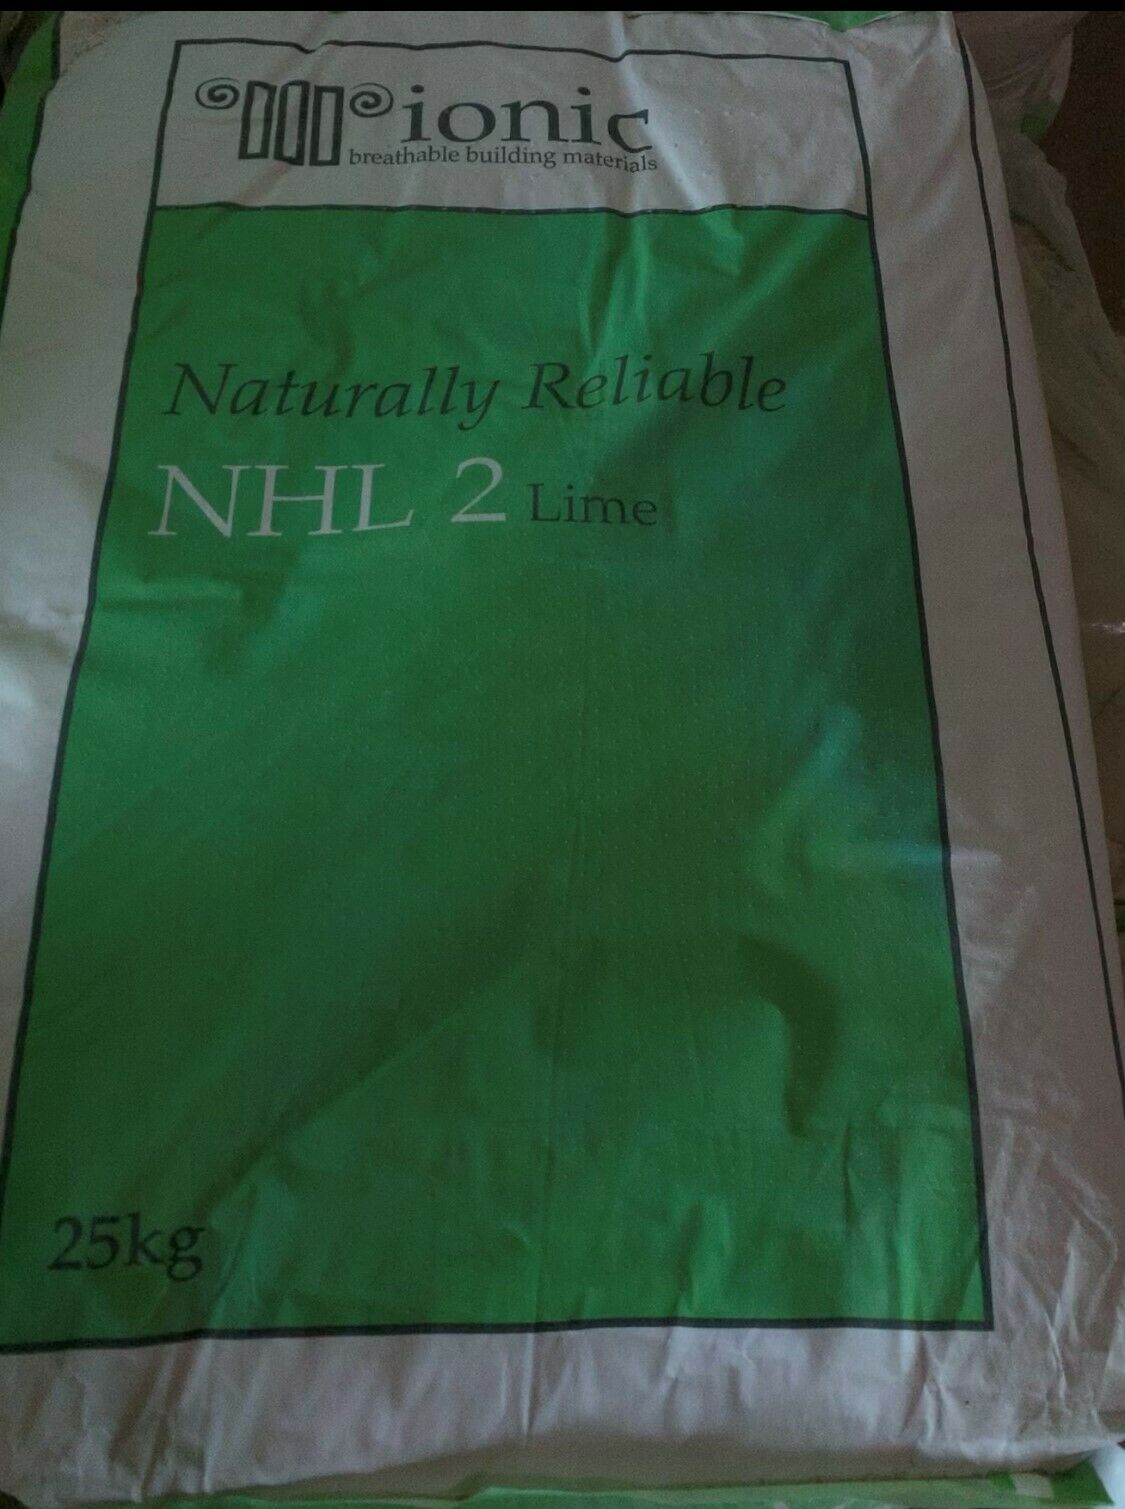 ionic
breathable building materials
Naturally Reliable
NHL 2 Lime
25kg